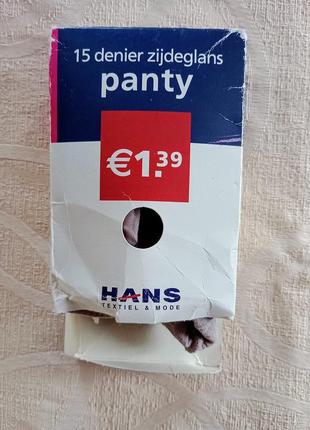 15 denier zijdeglans
panty
€1.39
HANS
TEXTIEL & MODE